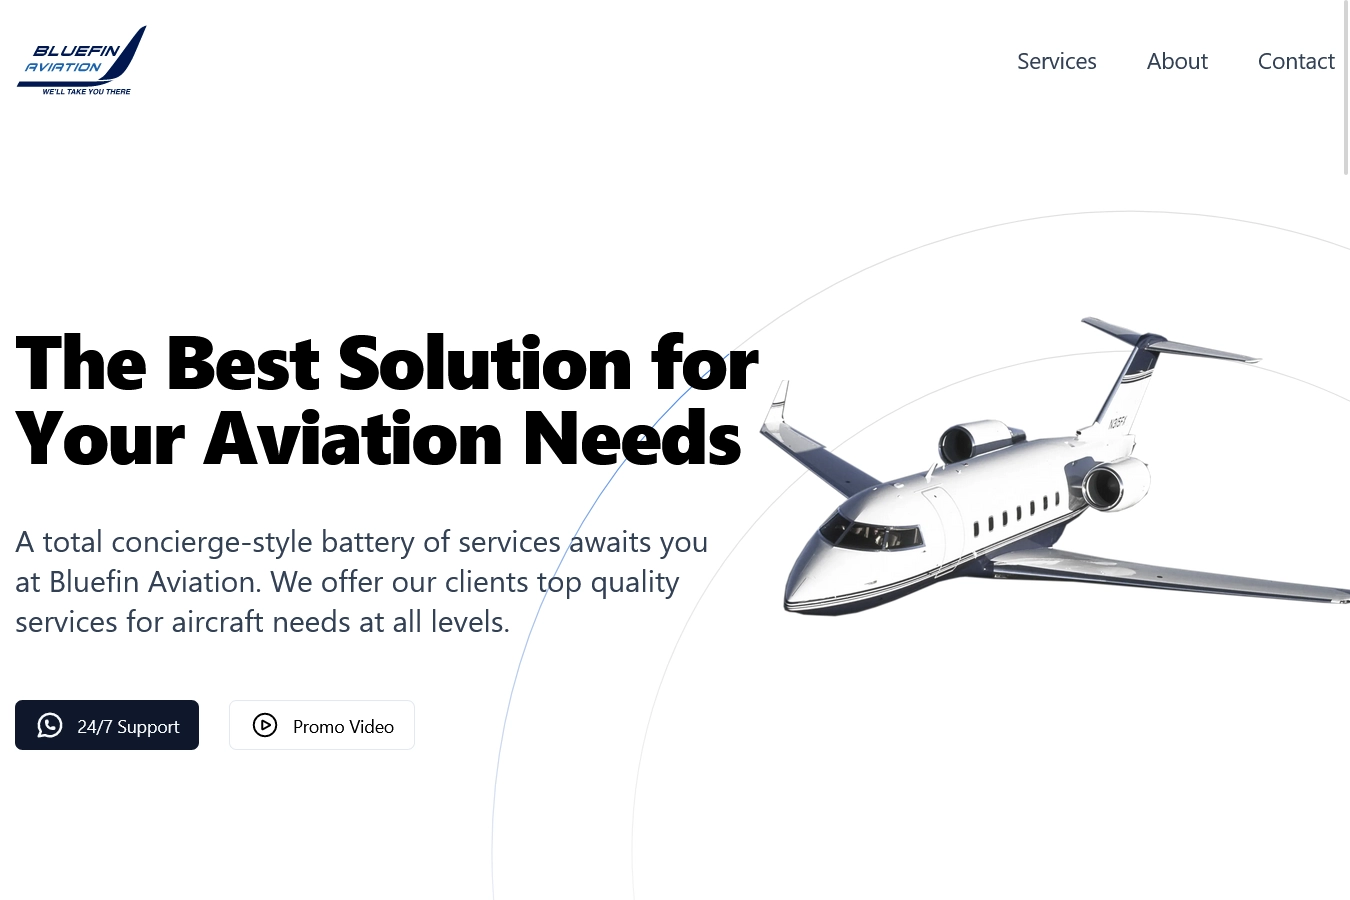 BLUEFIN
AVIATION
WE'LL TAKE YOU THERE
Services
About
Contact
The Best Solution for
Your Aviation Needs
A total concierge-style battery of services awaits you
at Bluefin Aviation. We offer our clients top quality
services for aircraft needs at all levels.
24/7 Support
Promo Video